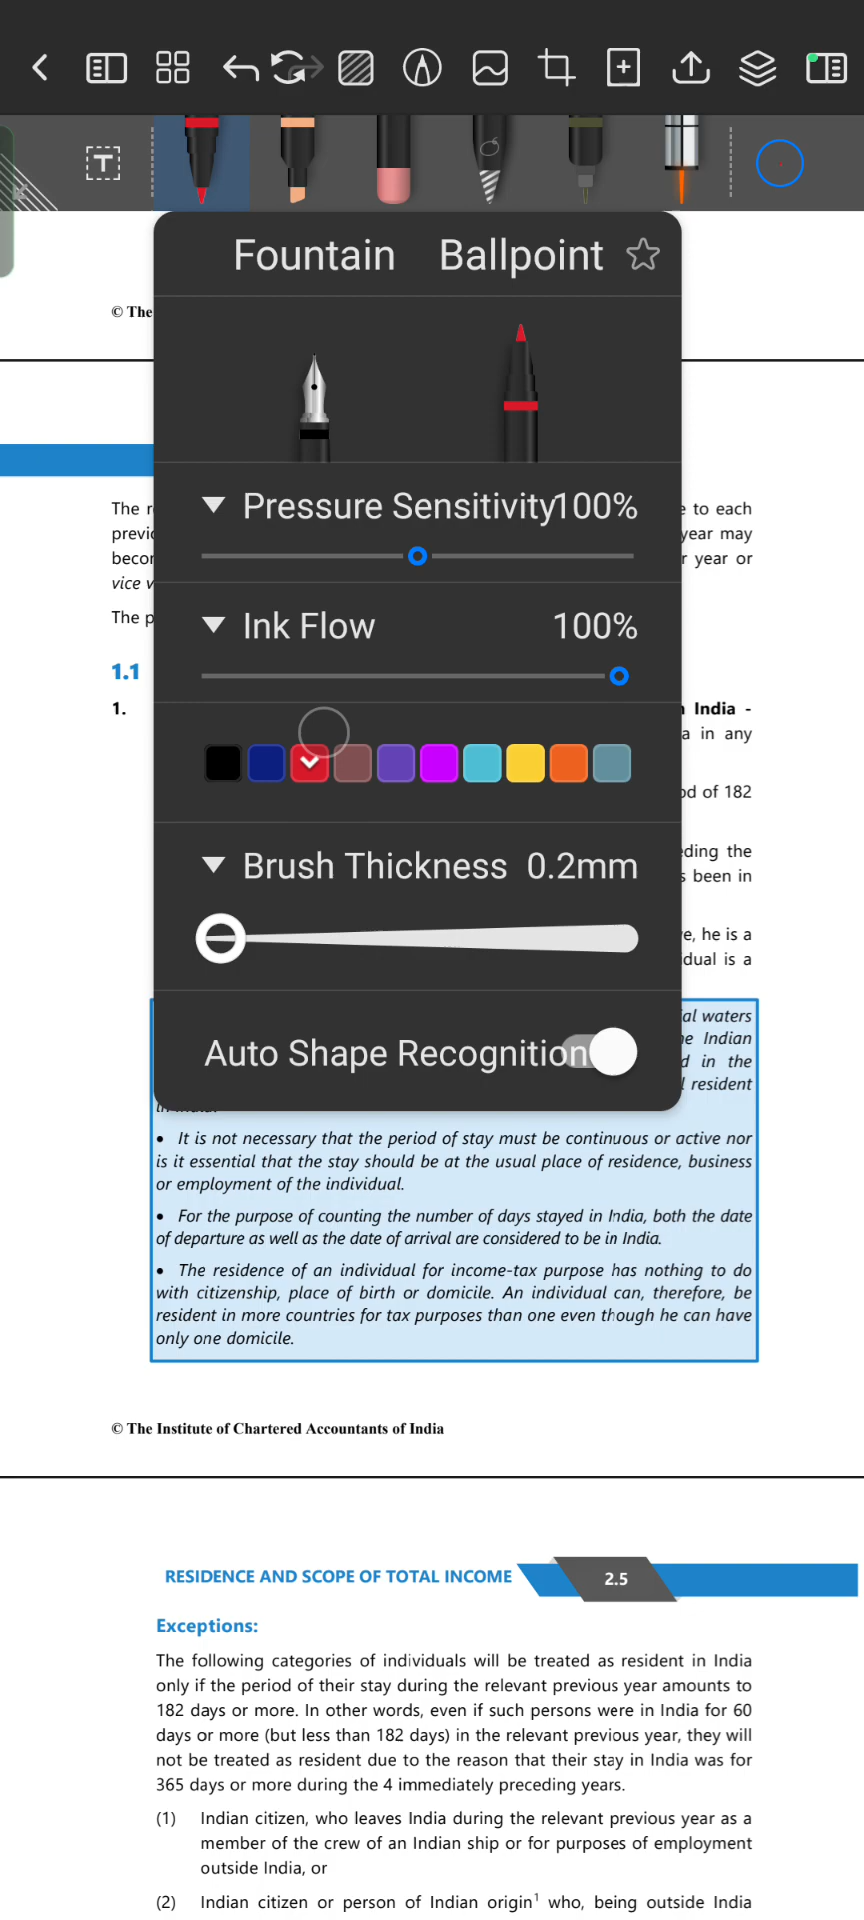 T
Fountain Ballpoint
© The
Pressure Sensitivity 100%
The r e to each
previo year may
becor r year or
vice v
Ink Flow 100%
The p
1.1
1. India -
a in any
od of 182
eding the
Brush Thickness 0.2mm
s been in
e, he is a
dual is a
ial waters
ne Indian
Auto Shape Recognition
d in the
l resident
in India.
• It is not necessary that the period of stay must be continuous or active nor
is it essential that the stay should be at the usual place of residence, business
or employment of the individual.
• For the purpose of counting the number of days stayed in India, both the date
of departure as well as the date of arrival are considered to be in India.
• The residence of an individual for income-tax purpose has nothing to do
with citizenship, place of birth or domicile. An individual can, therefore, be
resident in more countries for tax purposes than one even though he can have
only one domicile.
© The Institute of Chartered Accountants of India
RESIDENCE AND SCOPE OF TOTAL INCOME 2.5
Exceptions:
The following categories of individuals will be treated as resident in India
only if the period of their stay during the relevant previous year amounts to
182 days or more. In other words, even if such persons were in India for 60
days or more (but less than 182 days) in the relevant previous year, they will
not be treated as resident due to the reason that their stay in India was for
365 days or more during the 4 immediately preceding years.
(1) Indian citizen, who leaves India during the relevant previous year as a
member of the crew of an Indian ship or for purposes of employment
outside India, or
(2) Indian citizen or person of Indian origin¹ who, being outside India